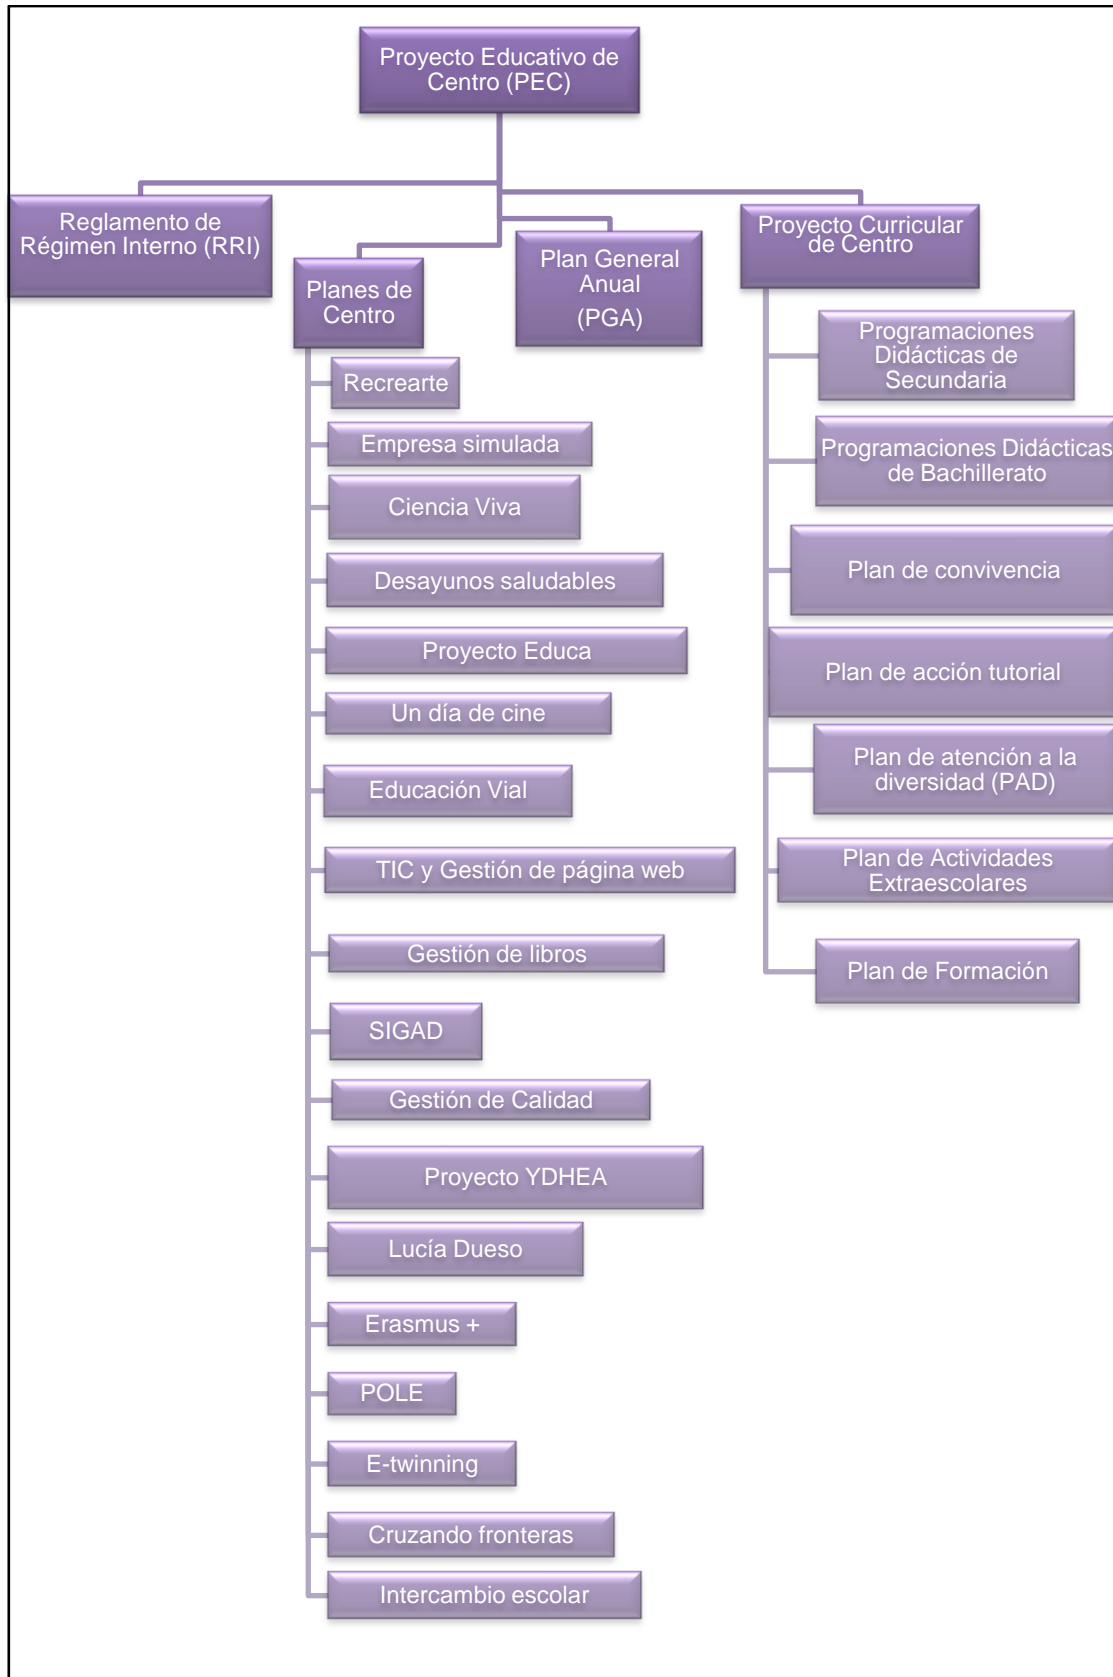 Proyecto Educativo de
Centro (PEC)
Reglamento de
Régimen Interno (RRI)
Planes de
Centro
Plan General
Anual
(PGA)
Proyecto Curricular
de Centro
Recrearte
Empresa simulada
Ciencia Viva
Desayunos saludables
Proyecto Educa
Un día de cine
Educación Vial
TIC y Gestión de página web
Gestión de libros
SIGAD
Gestión de Calidad
Proyecto YDHEA
Lucía Dueso
Erasmus +
POLE
E-twinning
Cruzando fronteras
Intercambio escolar
Programaciones
Didácticas de
Secundaria
Programaciones Didácticas
de Bachillerato
Plan de convivencia
Plan de acción tutorial
Plan de atención a la
diversidad (PAD)
Plan de Actividades
Extraescolares
Plan de Formación